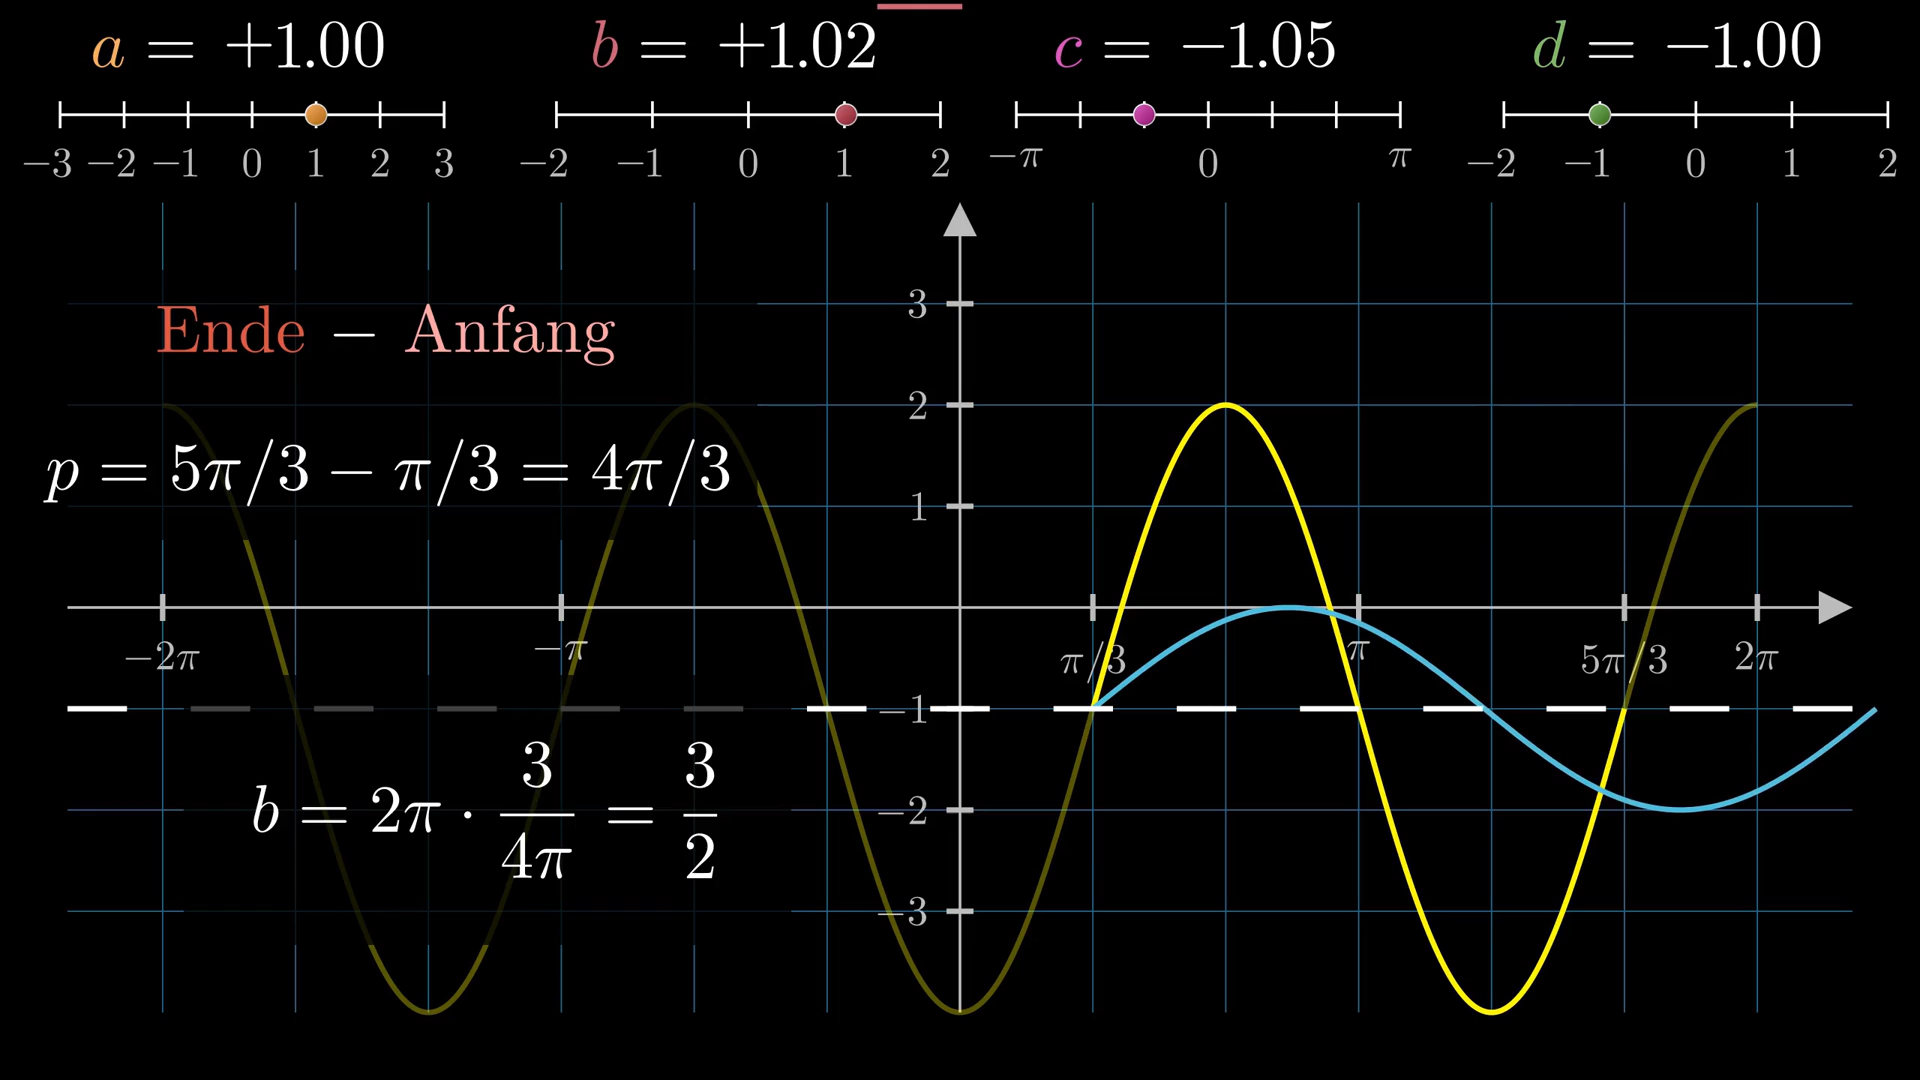 a = +1.00 b = +1.02 c = −1.05 d = −1.00
−3 −2 −1 0 1 2 3 −2 −1 0 1 2 −π 0 π −2 −1 0 1 2
3
Ende − Anfang
2
p = 5π/3 − π/3 = 4π/3
1
−2π −π π/3 π 5π/3 2π
−1
b = 2π · 3/4π = 3/2
−2
−3